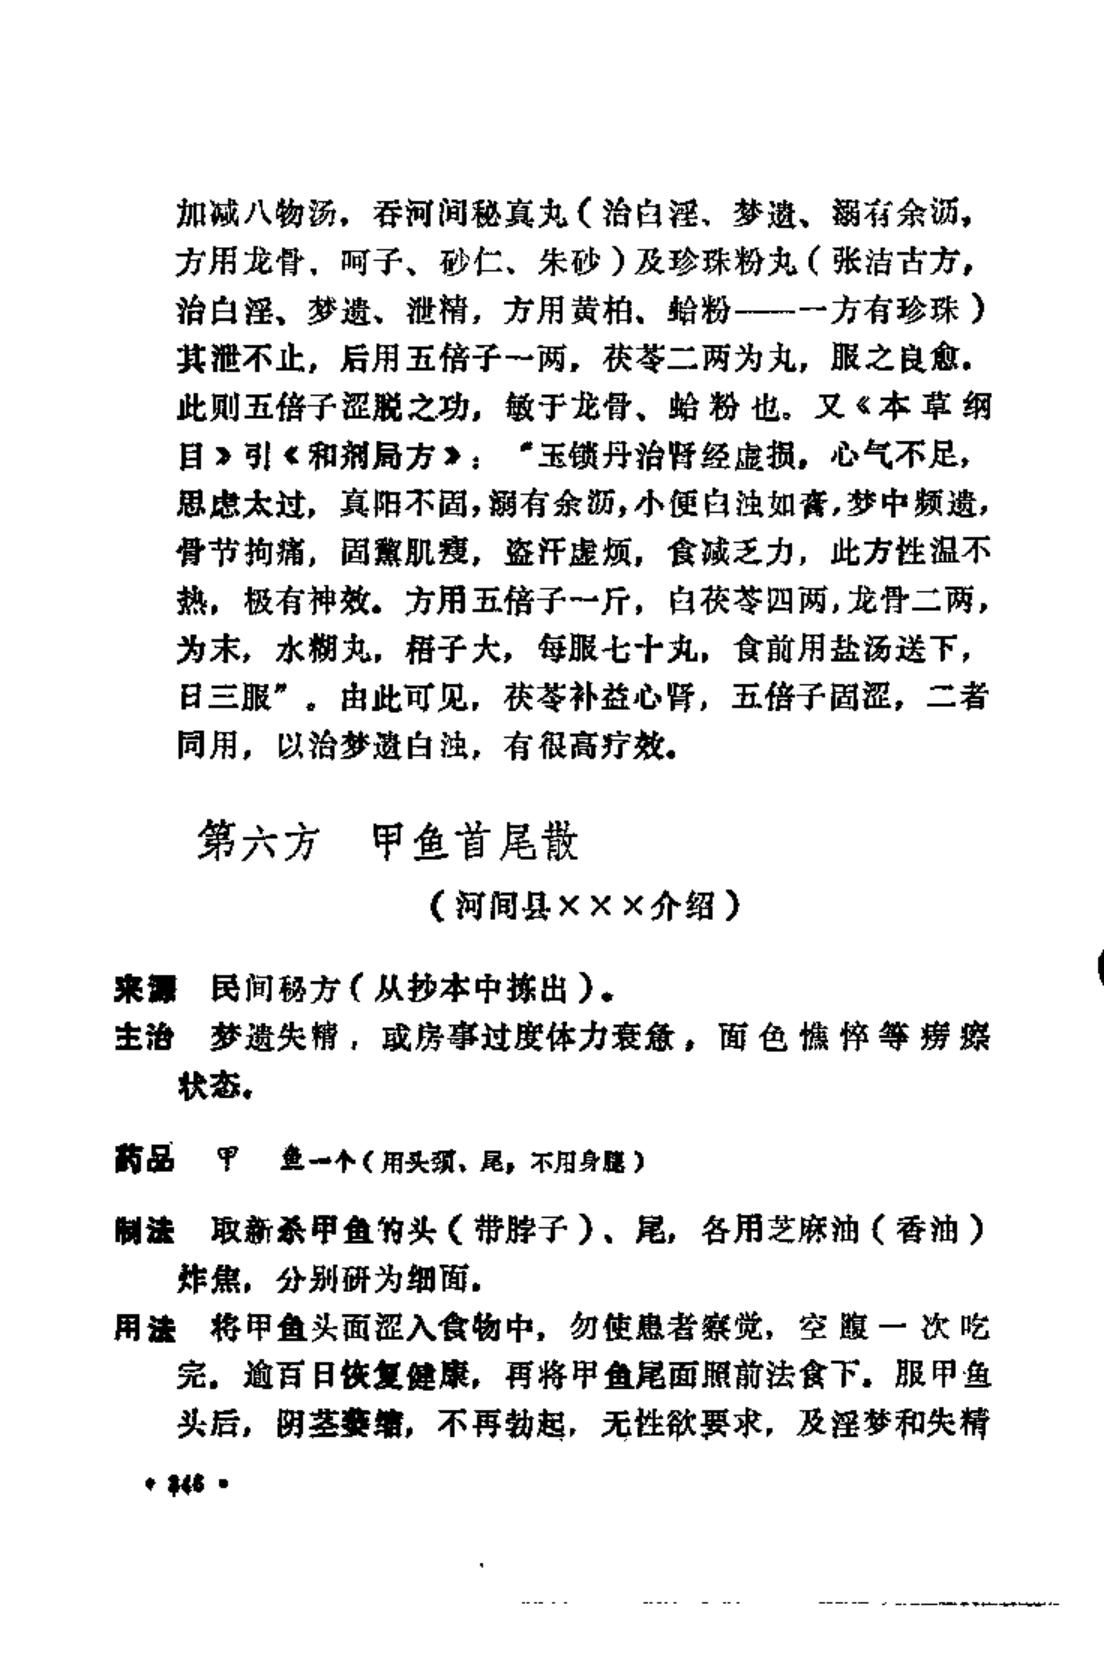 加减八物汤，吞河间秘真丸（治白淫、梦遗、溺有余沥，
方用龙骨、呵子、砂仁、朱砂）及珍珠粉丸（张洁古方，
治白淫、梦遗、泄精，方用黄柏、蛤粉——一方有珍珠）
其泄不止，后用五倍子一两，茯苓二两为丸，服之良愈。
此则五倍子涩脱之功，敏于龙骨、蛤粉也。又《本草纲
目》引《和剂局方》：“玉锁丹治肾经虚损，心气不足，
思虑太过，真阳不固，溺有余沥，小便白浊如膏，梦中频遗，
骨节拘痛，面黧肌瘦，盗汗虚烦，食减乏力，此方性温不
热，极有神效。方用五倍子一斤，白茯苓四两，龙骨二两，
为末，水糊丸，梧子大，每服七十丸，食前用盐汤送下，
日三服”。由此可见，茯苓补益心肾，五倍子固涩，二者
同用，以治梦遗白浊，有很高疗效。
第六方 甲鱼首尾散
（河间县×××介绍）
来源 民间秘方（从抄本中拣出）。
主治 梦遗失精，或房事过度体力衰惫，面色憔悴等痨瘵
状态。
药品 甲 鱼一个（用头颈、尾，不用身腿）
制法 取新杀甲鱼的头（带脖子）、尾，各用芝麻油（香油）
炸焦，分别研为细面。
用法 将甲鱼头面涩入食物中，勿使患者察觉，空腹一次吃
完。逾百日恢复健康，再将甲鱼尾面照前法食下。服甲鱼
头后，阴茎萎缩，不再勃起，无性欲要求，及淫梦和失精